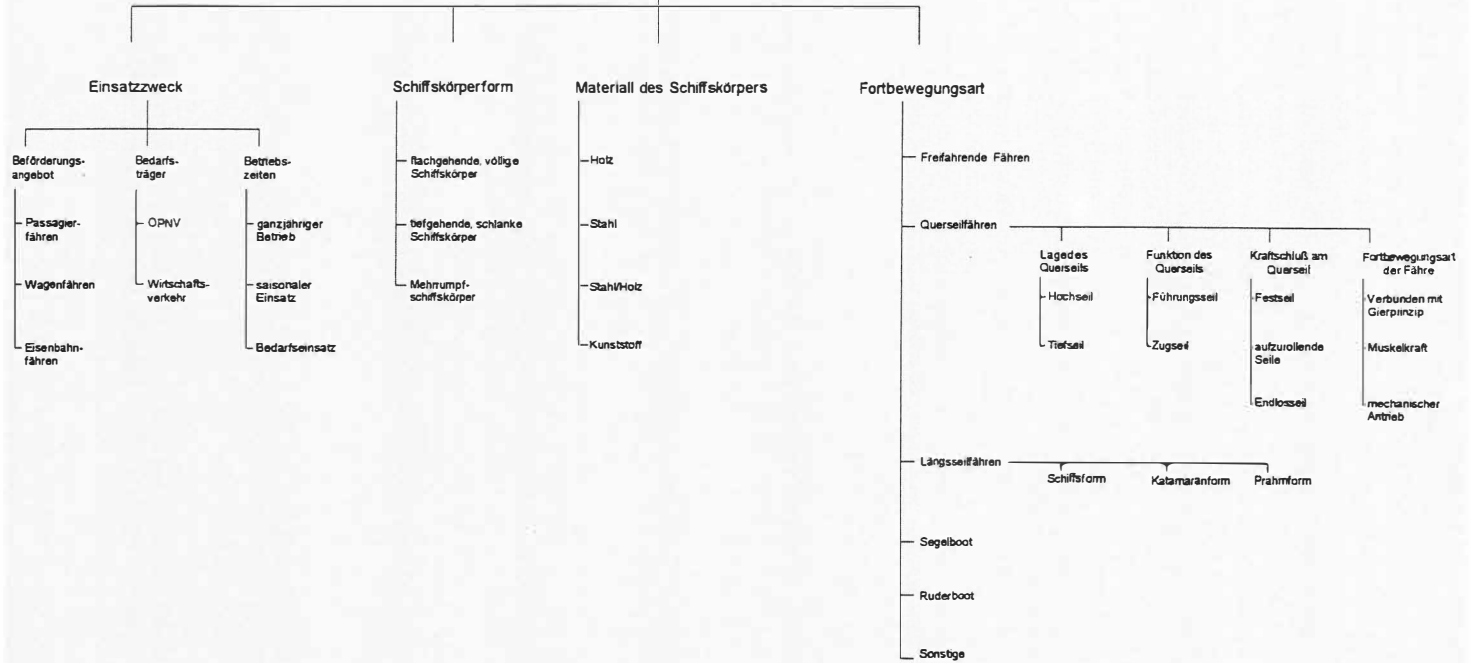 Einsatzzweck
Schiffskörperform
Materiall des Schiffskörpers
Fortbewegungsart
Beförderungs-
angebot
Bedarfs-
träger
Betriebs-
zeiten
Passagier-
fähren
Wagenfähren
Eisenbahn-
fähren
ÖPNV
Wirtschafts-
verkehr
ganzjähriger
Betrieb
saisonaler
Einsatz
Bedarfseinsatz
flachgehende, völlige
Schiffskörper
tiefgehende, schlanke
Schiffskörper
Mehrrumpf-
schiffskörper
Holz
Stahl
Stahl/Holz
Kunststoff
Freifahrende Fähren
Querseilfähren
Lage des
Querseils
Hochseil
Tiefseil
Funktion des
Querseils
Führungsseil
Zugseil
Kraftschluß am
Querseil
Festseil
aufzurollende
Seile
Endlosseil
Fortbewegungsart
der Fähre
Verbunden mit
Gierprinzip
Muskelkraft
mechanischer
Antrieb
Längsseilfähren
Schiffsform
Katamaranform
Prahmform
Segelboot
Ruderboot
Sonstige